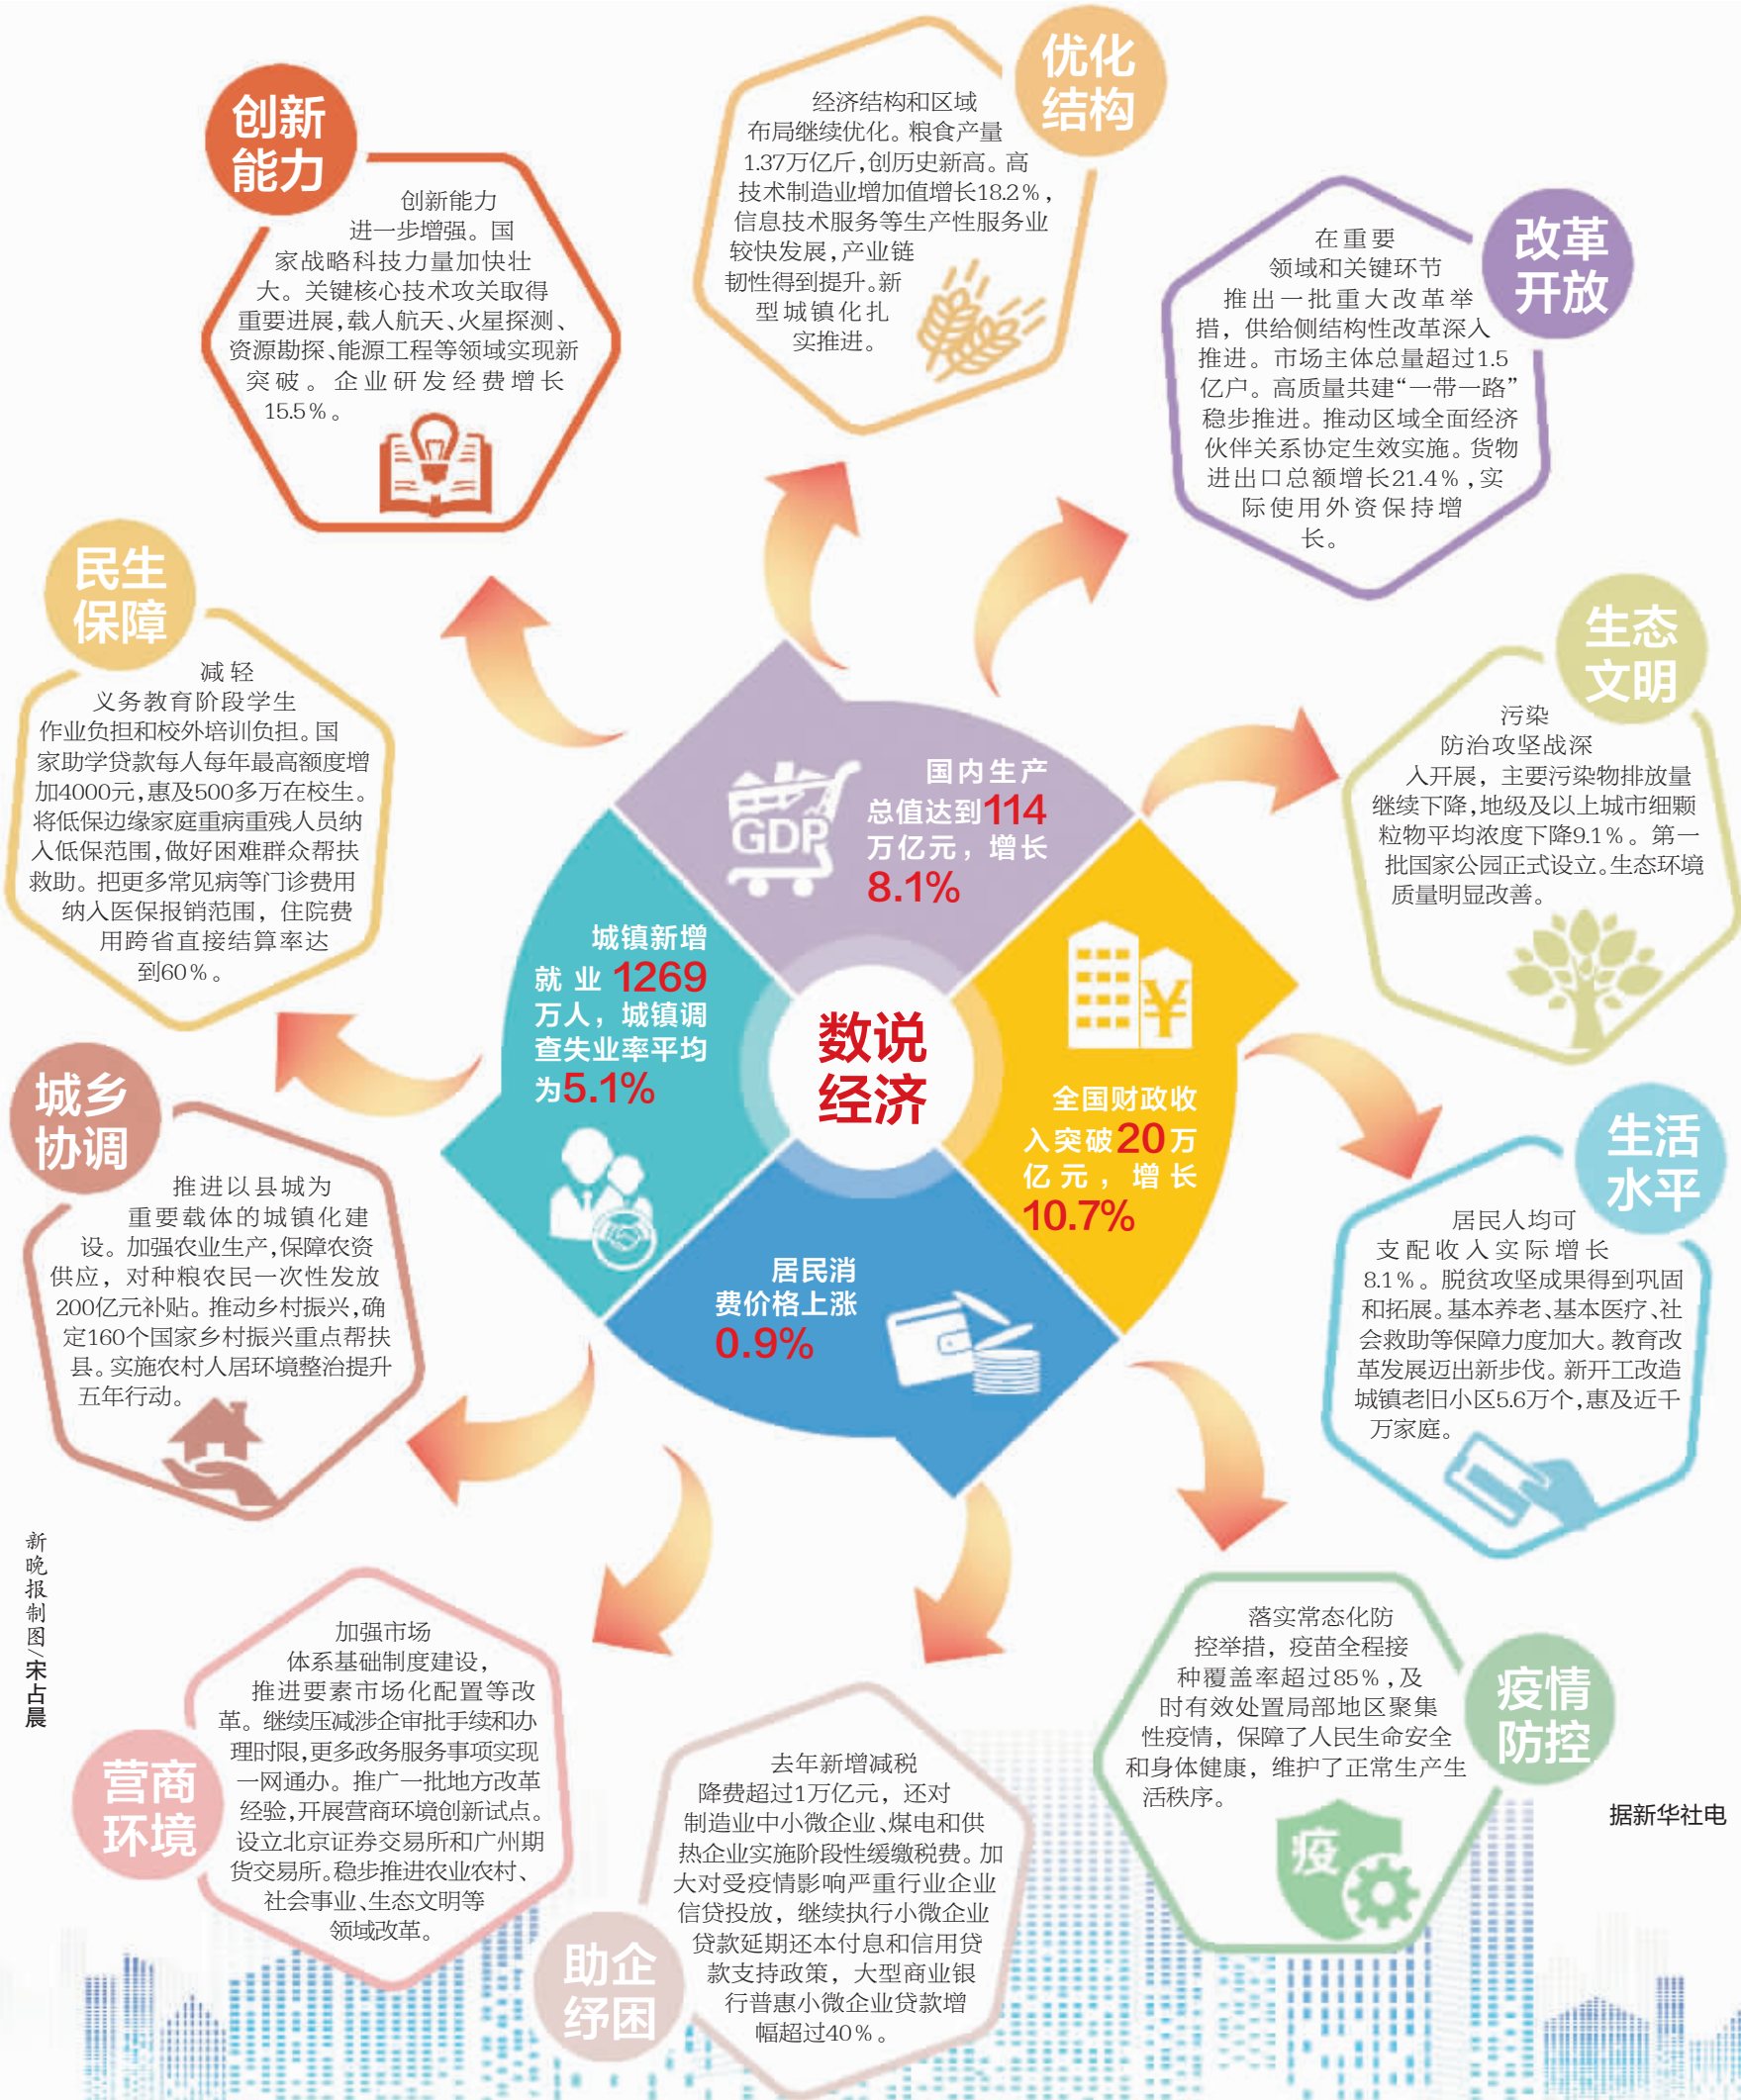 创新
能力
创新能力
进一步增强。国
家战略科技力量加快壮
大。关键核心技术攻关取得
重要进展,载人航天、火星探测、
资源勘探、能源工程等领域实现新
突破。企业研发经费增长
15.5%。
优化
结构
经济结构和区域
布局继续优化。粮食产量
1.37万亿斤,创历史新高。高
技术制造业增加值增长18.2%,
信息技术服务等生产性服务业
较快发展,产业链
韧性得到提升。新
型城镇化扎
实推进。
改革
开放
在重要
领域和关键环节
推出一批重大改革举
措，供给侧结构性改革深入
推进。市场主体总量超过1.5
亿户。高质量共建“一带一路”
稳步推进。推动区域全面经济
伙伴关系协定生效实施。货物
进出口总额增长21.4%,实
际使用外资保持增
长。
民生
保障
减轻
义务教育阶段学生
作业负担和校外培训负担。国
家助学贷款每人每年最高额度增
加4000元,惠及500多万在校生。
将低保边缘家庭重病重残人员纳
入低保范围,做好困难群众帮扶
救助。把更多常见病等门诊费用
纳入医保报销范围，住院费
用跨省直接结算率达
到60%。
生态
文明
污染
防治攻坚战深
入开展，主要污染物排放量
继续下降,地级及以上城市细颗
粒物平均浓度下降9.1%。第一
批国家公园正式设立。生态环境
质量明显改善。
GDP
国内生产
总值达到114
万亿元，增长
8.1%
城镇新增
就业1269
万人，城镇调
查失业率平均
为5.1%
数说
经济
¥
全国财政收
入突破20万
亿元，增长
10.7%
居民消
费价格上涨
0.9%
城乡
协调
推进以县城为
重要载体的城镇化建
设。加强农业生产,保障农资
供应，对种粮农民一次性发放
200亿元补贴。推动乡村振兴,确
定160个国家乡村振兴重点帮扶
县。实施农村人居环境整治提升
五年行动。
生活
水平
居民人均可
支配收入实际增长
8.1%。脱贫攻坚成果得到巩固
和拓展。基本养老、基本医疗、社
会救助等保障力度加大。教育改
革发展迈出新步伐。新开工改造
城镇老旧小区5.6万个,惠及近千
万家庭。
新晚报制图/宋占晨
营商
环境
加强市场
体系基础制度建设，
推进要素市场化配置等改
革。继续压减涉企审批手续和办
理时限,更多政务服务事项实现
一网通办。推广一批地方改革
经验,开展营商环境创新试点。
设立北京证券交易所和广州期
货交易所。稳步推进农业农村、
社会事业、生态文明等
领域改革。
助企
纾困
去年新增减税
降费超过1万亿元，还对
制造业中小微企业、煤电和供
热企业实施阶段性缓缴税费。加
大对受疫情影响严重行业企业
信贷投放，继续执行小微企业
贷款延期还本付息和信用贷
款支持政策，大型商业银
行普惠小微企业贷款增
幅超过40%。
疫情
防控
落实常态化防
控举措，疫苗全程接
种覆盖率超过85%,及
时有效处置局部地区聚集
性疫情，保障了人民生命安全
和身体健康，维护了正常生产生
活秩序。
疫
据新华社电